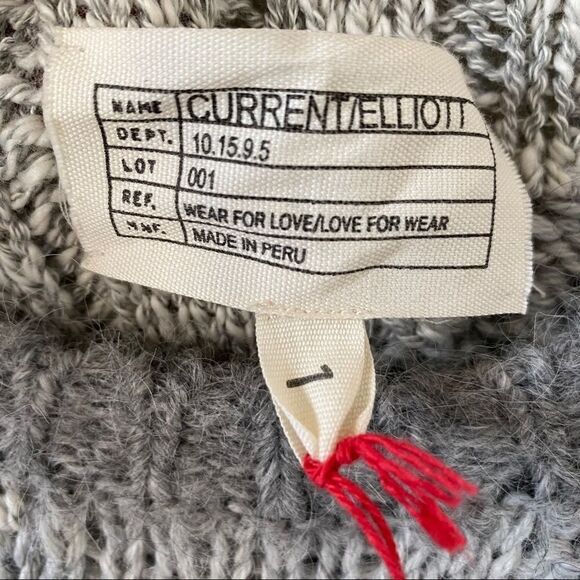 NAME CURRENT/ELLIOTT
DEPT. 10.15.9.5
LOT 001
REF. WEAR FOR LOVE/LOVE FOR WEAR
MNF. MADE IN PERU
1